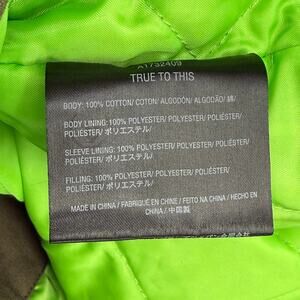 A1732409
TRUE TO THIS
BODY: 100% COTTON/ COTON/ ALGODÓN/ ALGODÃO/ 綿/
BODY LINING: 100% POLYESTER/ POLYESTER/
POLIÉSTER/ POLIÉSTER/ ポリエステル/
SLEEVE LINING: 100% POLYESTER/ POLYESTER/
POLIÉSTER/ POLIÉSTER/ ポリエステル/
FILLING: 100% POLYESTER/ POLYESTER/ POLIÉSTER/
POLIÉSTER/ ポリエステル/
MADE IN CHINA / FABRIQUÉ EN CHINE / FEITO NA CHINA / HECHO EN
CHINA / 中国製